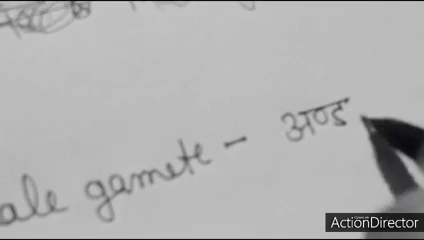 ale gamete - अण्ड
ActionDirector